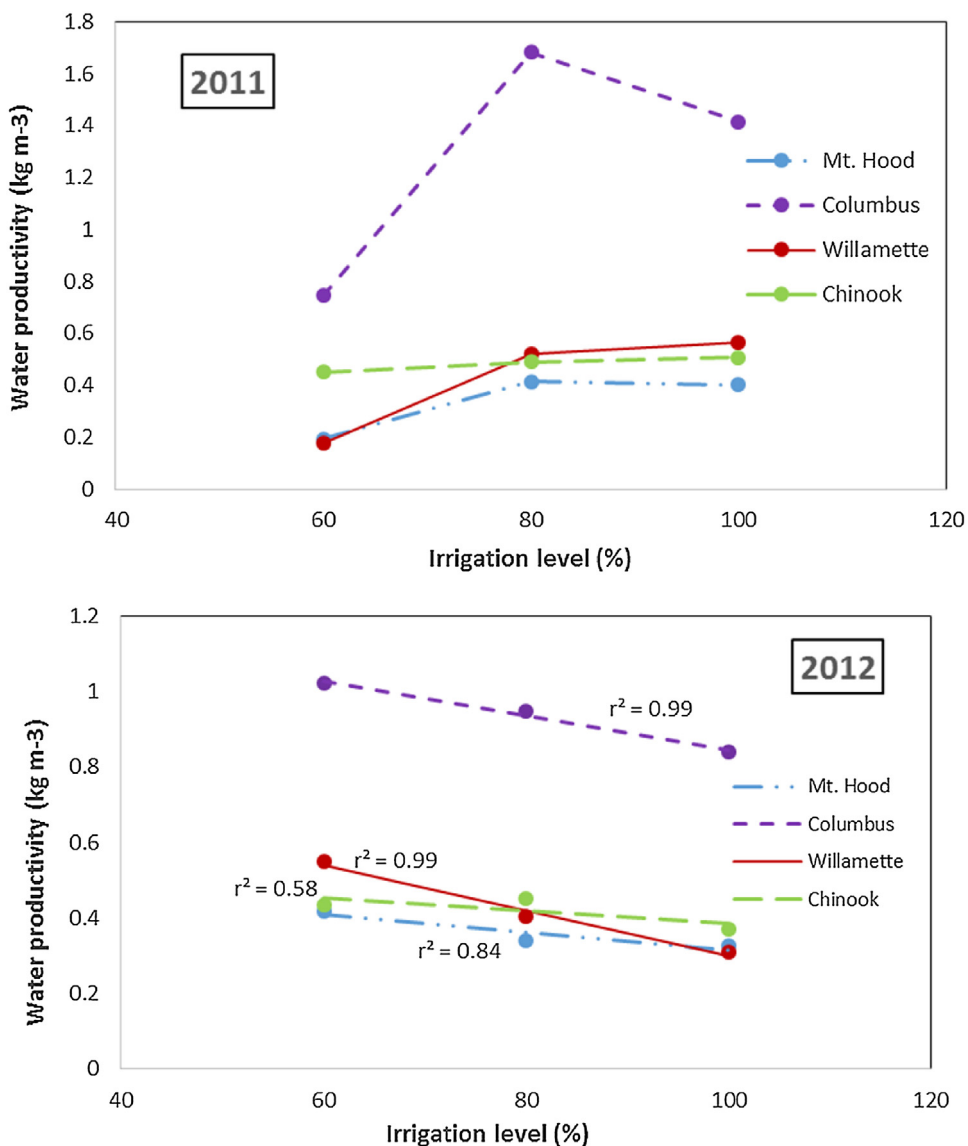 1.8
1.6
1.4
1.2
1
0.8
0.6
0.4
0.2
0
Water productivity (kg m-3)
2011
Mt. Hood
Columbus
Willamette
Chinook
40 60 80 100 120
Irrigation level (%)
1.2
1
0.8
0.6
0.4
0.2
0
Water productivity (kg m-3)
2012
r² = 0.99
r² = 0.99
r² = 0.58
r² = 0.84
Mt. Hood
Columbus
Willamette
Chinook
40 60 80 100 120
Irrigation level (%)